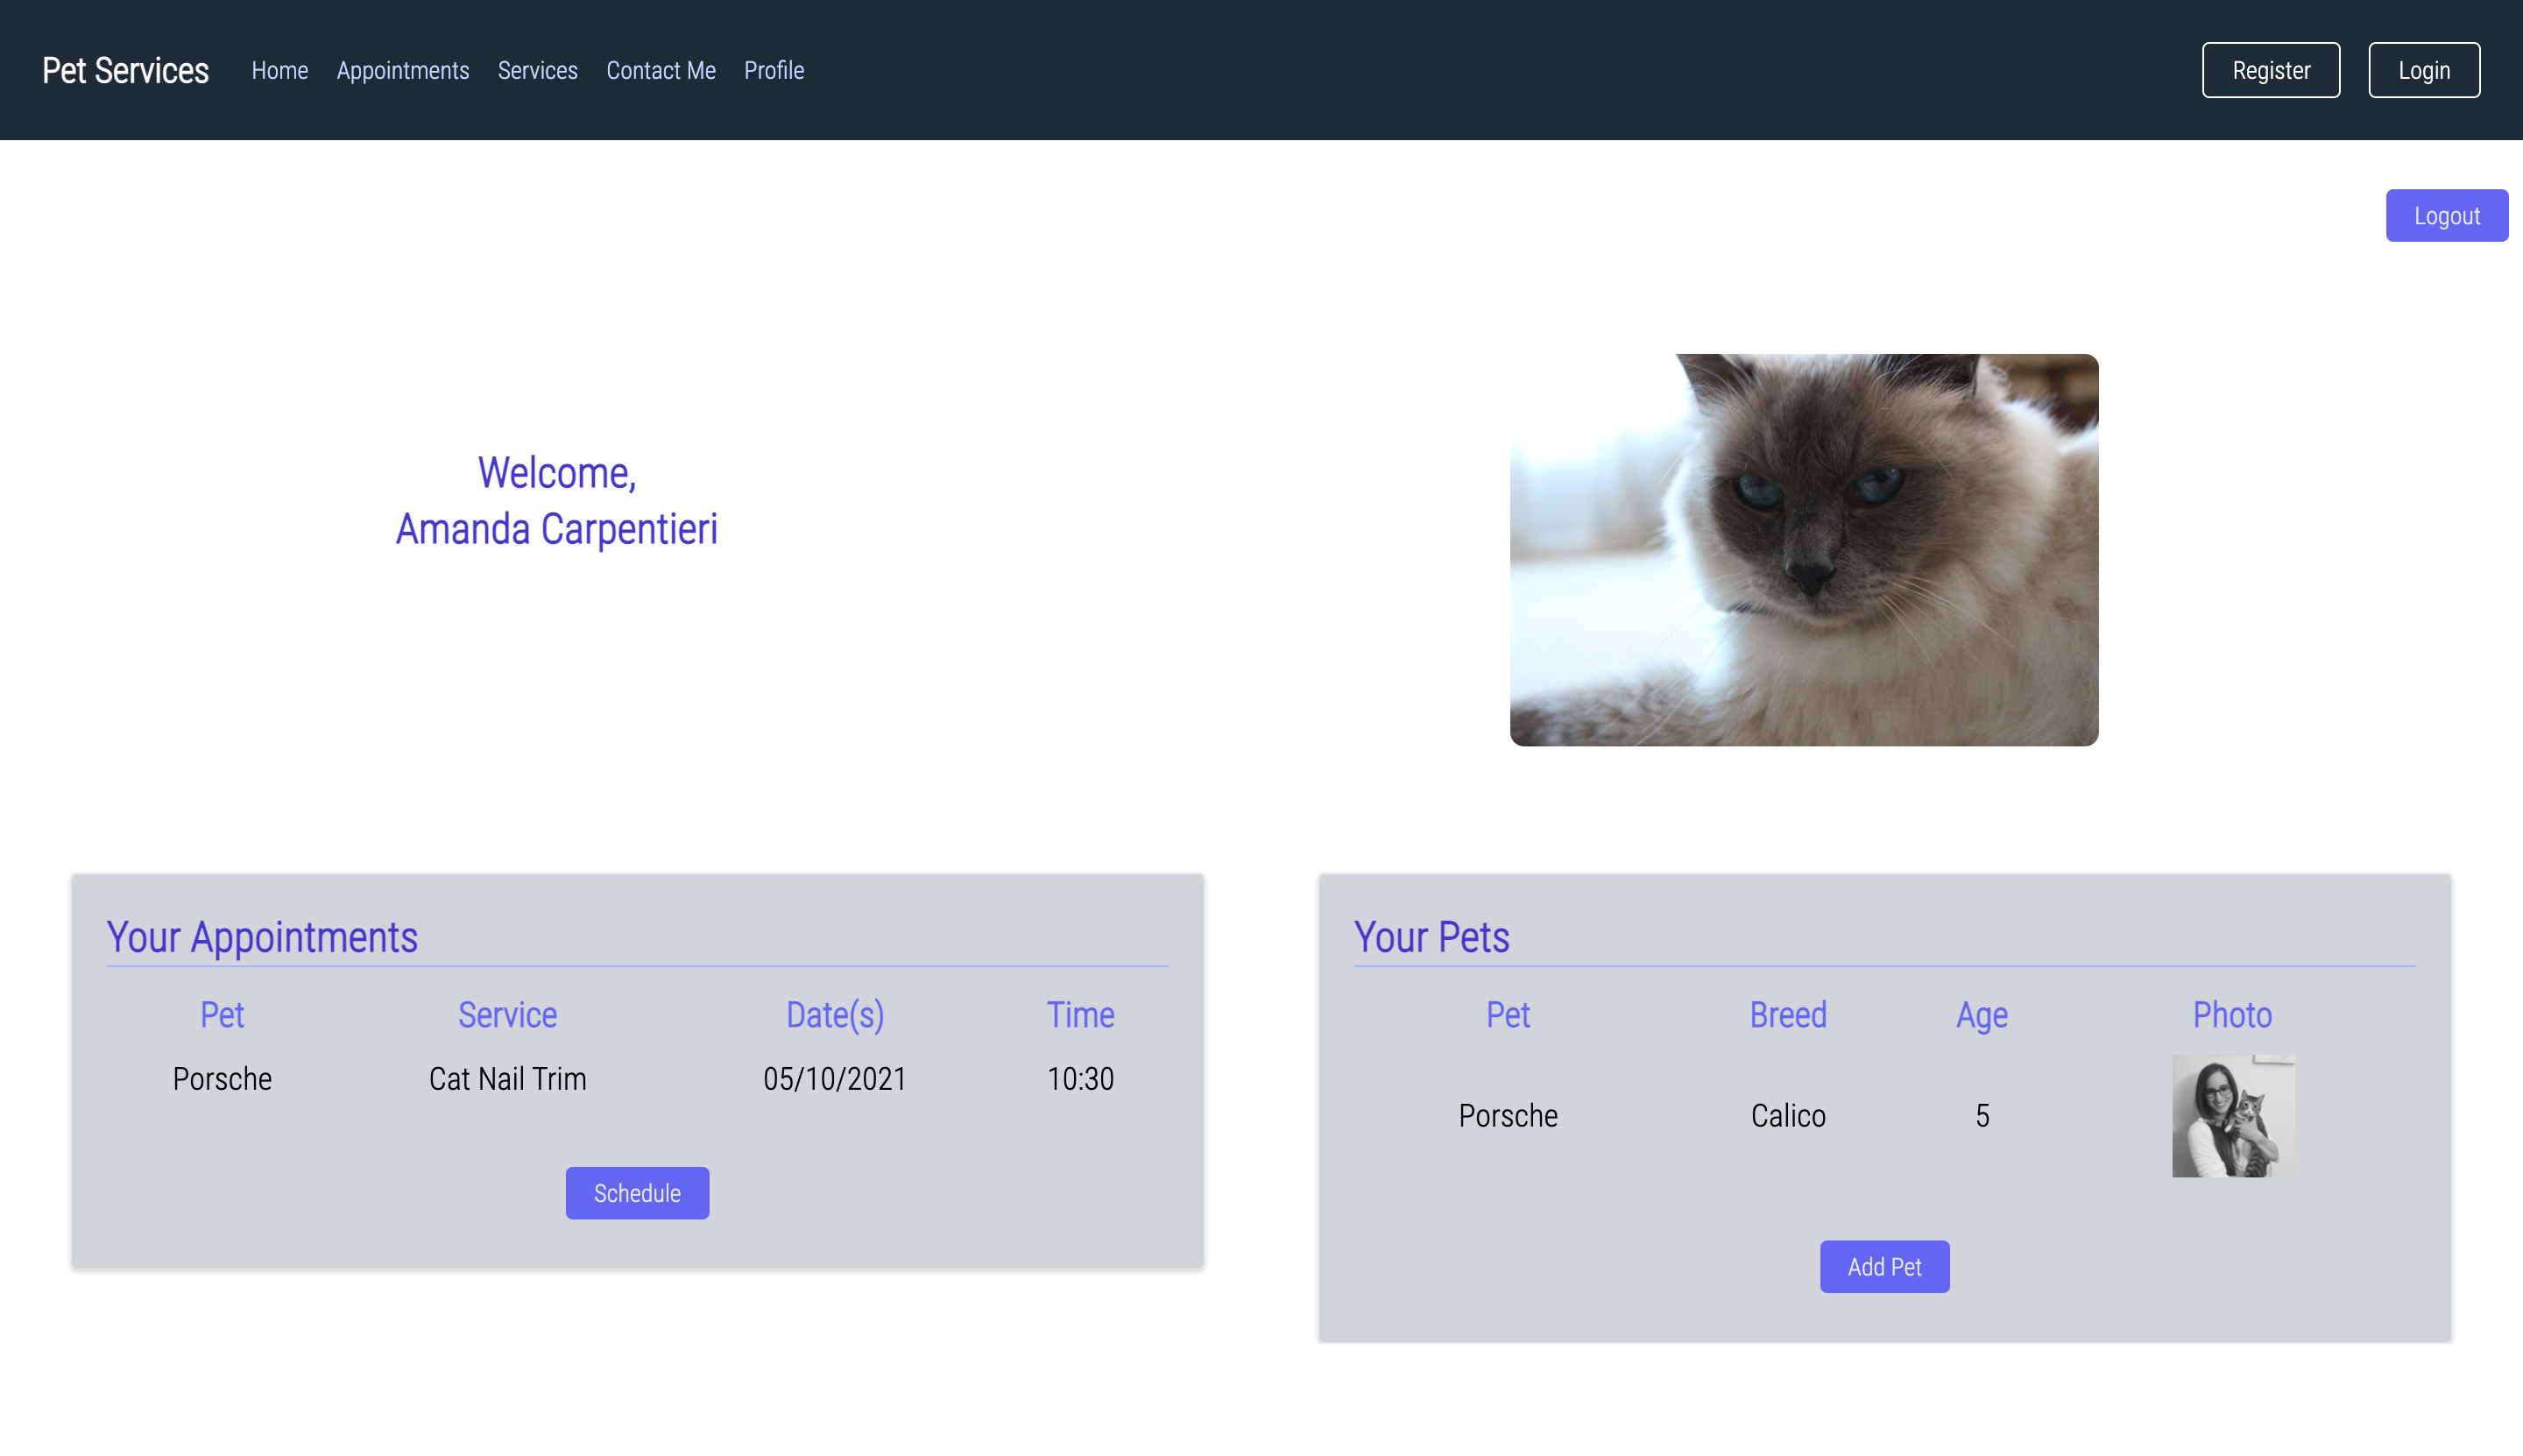 Pet Services Home Appointments Services Contact Me Profile Register Login
Logout
Welcome,
Amanda Carpentieri
Your Appointments
Pet Service Date(s) Time
Porsche Cat Nail Trim 05/10/2021 10:30
Schedule
Your Pets
Pet Breed Age Photo
Porsche Calico 5
Add Pet